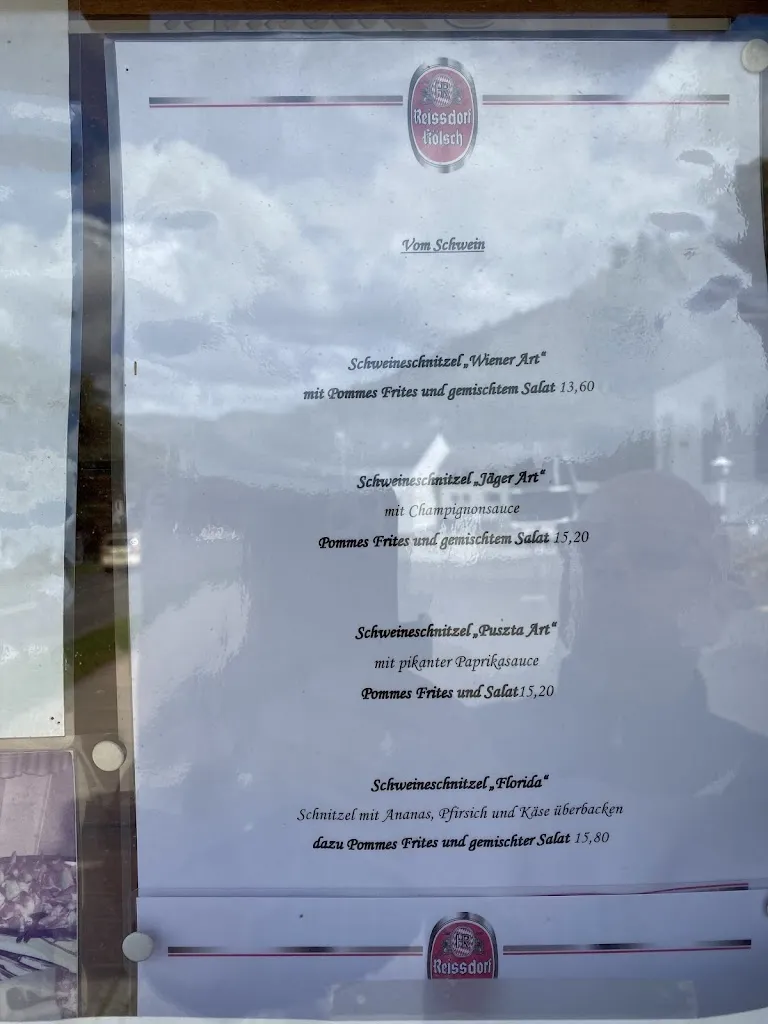 Reissdorf
Kölsch
Vom Schwein
Schweineschnitzel „Wiener Art“
mit Pommes Frites und gemischtem Salat 13,60
Schweineschnitzel „Jäger Art“
mit Champignonsauce
Pommes Frites und gemischtem Salat 15,20
Schweineschnitzel „Puszta Art“
mit pikanter Paprikasauce
Pommes Frites und Salat15,20
Schweineschnitzel „Florida“
Schnitzel mit Ananas, Pfirsich und Käse überbacken
dazu Pommes Frites und gemischter Salat 15,80
Reissdorf